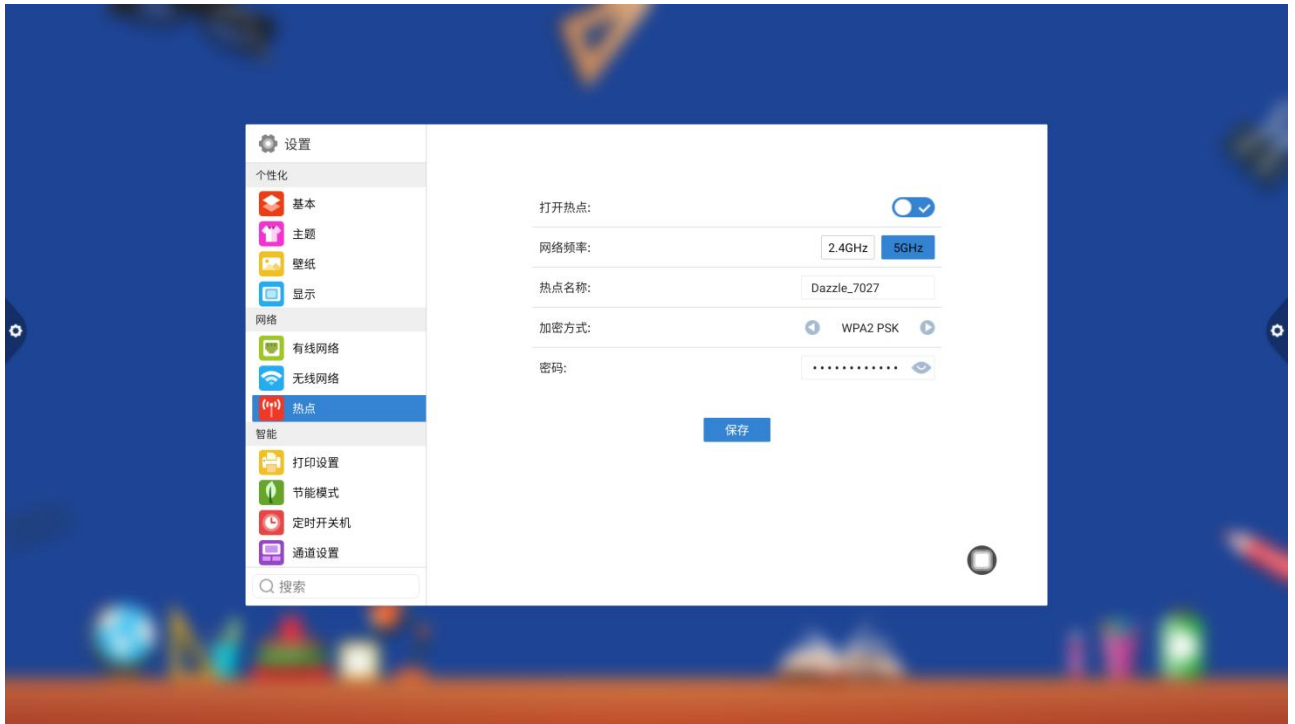 设置
个性化
基本
主题
壁纸
显示
网络
有线网络
无线网络
热点
智能
打印设置
节能模式
定时开关机
通道设置
搜索
打开热点:
网络频率: 2.4GHz 5GHz
热点名称: Dazzle_7027
加密方式: WPA2 PSK
密码: ············
保存